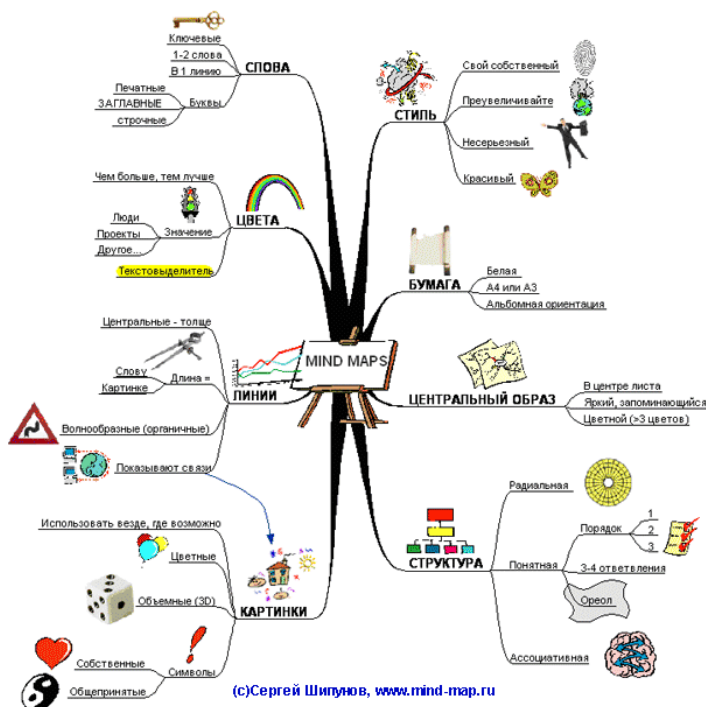 Ключевые
1-2 слова
В 1 линию
СЛОВА
Печатные
ЗАГЛАВНЫЕ
строчные
Буквы
Чем больше, тем лучше
ЦВЕТА
Люди
Проекты
Другое...
Значение
Текстовыделитель
Центральные - толще
Слову
Картинке
Длина =
ЛИНИИ
Волнообразные (органичные)
Показывают связи
Использовать везде, где возможно
Цветные
Объемные (3D)
КАРТИНКИ
Собственные
Общепринятые
Символы
MIND MAPS
СТИЛЬ
Свой собственный
Преувеличивайте
Несерьезный
Красивый
БУМАГА
Белая
А4 или А3
Альбомная ориентация
ЦЕНТРАЛЬНЫЙ ОБРАЗ
В центре листа
Яркий, запоминающийся
Цветной (>3 цветов)
СТРУКТУРА
Радиальная
Понятная
Порядок
1
2
3
3-4 ответвления
Ореол
Ассоциативная
(c)Сергей Шипунов, www.mind-map.ru